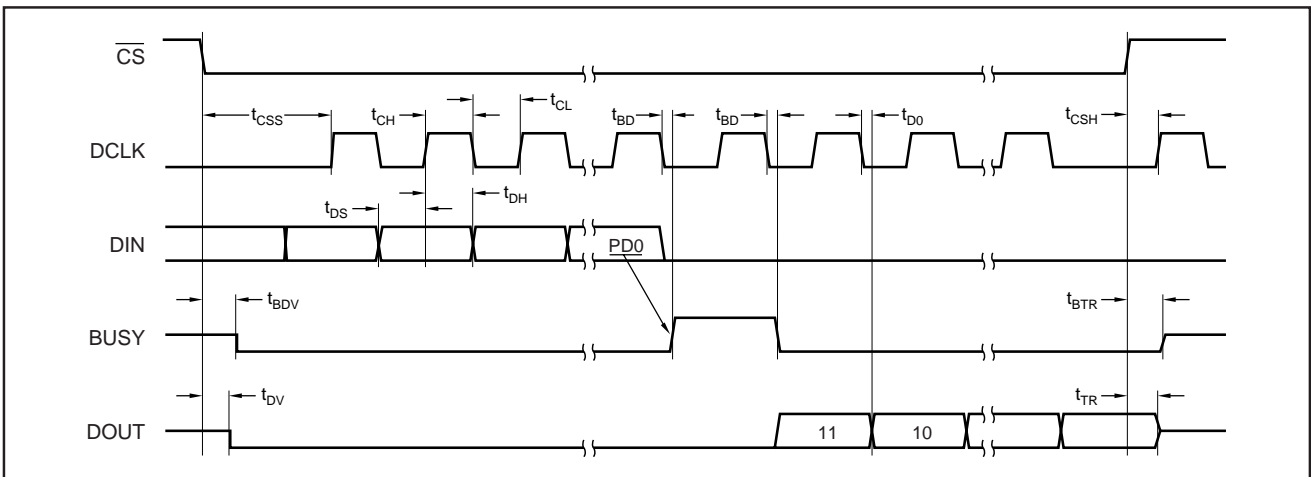 CS
tCSS
tCH
tCL
tBD
tBD
tD0
tCSH
DCLK
tDS
tDH
DIN
PD0
tBDV
tBTR
BUSY
tDV
tTR
DOUT
11
10